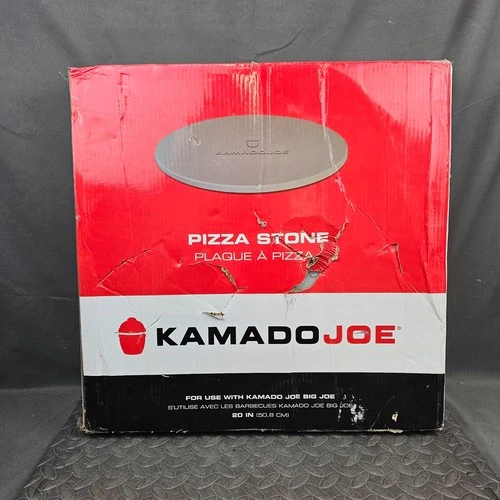 KAMADOJOE
PIZZA STONE
PLAQUE À PIZZA
KAMADOJOE®
FOR USE WITH KAMADO JOE BIG JOE
S'UTILISE AVEC LES BARBECUES KAMADO JOE BIG JOE
20 IN (50,8 CM)